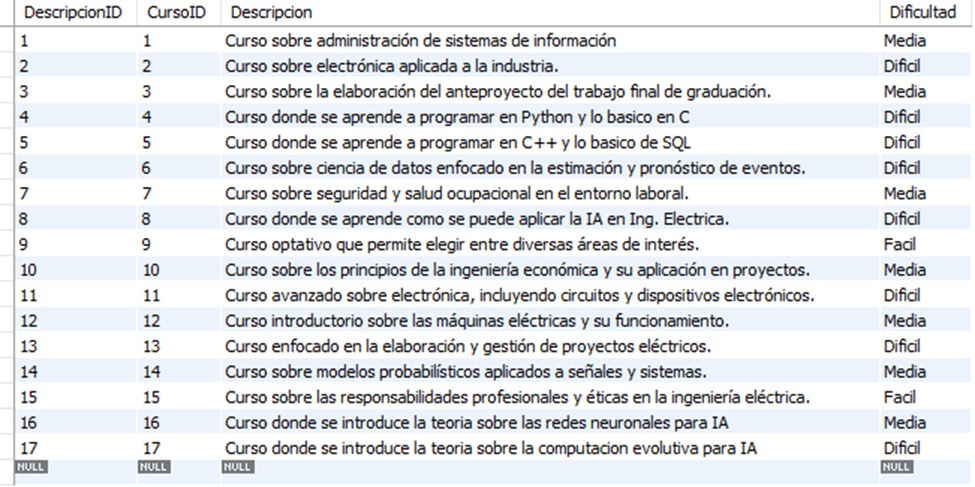 DescripcionID CursoID Descripcion Dificultad
1 1 Curso sobre administración de sistemas de información Media
2 2 Curso sobre electrónica aplicada a la industria. Dificil
3 3 Curso sobre la elaboración del anteproyecto del trabajo final de graduación. Media
4 4 Curso donde se aprende a programar en Python y lo basico en C Dificil
5 5 Curso donde se aprende a programar en C++ y lo basico de SQL Dificil
6 6 Curso sobre ciencia de datos enfocado en la estimación y pronóstico de eventos. Dificil
7 7 Curso sobre seguridad y salud ocupacional en el entorno laboral. Media
8 8 Curso donde se aprende como se puede aplicar la IA en Ing. Electrica. Dificil
9 9 Curso optativo que permite elegir entre diversas áreas de interés. Facil
10 10 Curso sobre los principios de la ingeniería económica y su aplicación en proyectos. Media
11 11 Curso avanzado sobre electrónica, incluyendo circuitos y dispositivos electrónicos. Dificil
12 12 Curso introductorio sobre las máquinas eléctricas y su funcionamiento. Media
13 13 Curso enfocado en la elaboración y gestión de proyectos eléctricos. Dificil
14 14 Curso sobre modelos probabilísticos aplicados a señales y sistemas. Media
15 15 Curso sobre las responsabilidades profesionales y éticas en la ingeniería eléctrica. Facil
16 16 Curso donde se introduce la teoria sobre las redes neuronales para IA Media
17 17 Curso donde se introduce la teoria sobre la computacion evolutiva para IA Dificil
NULL NULL NULL NULL